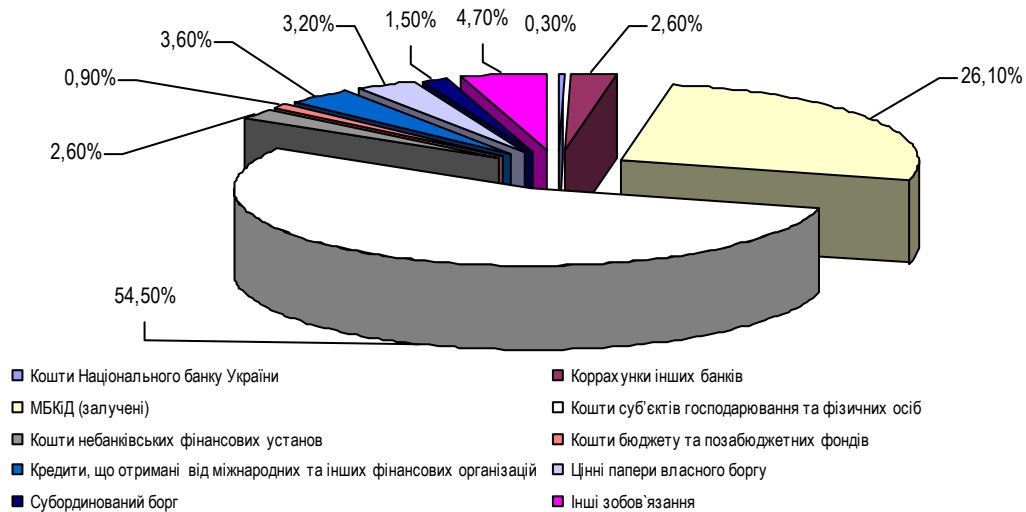 4,70%
0,30%
3,20%
1,50%
2,60%
3,60%
26,10%
0,90%
2,60%
54,50%
Кошти Національного банку України
Коррахунки інших банків
МБКіД (залучені)
Кошти суб'єктів господарювання та фізичних осіб
Кошти небанківських фінансових установ
Кошти бюджету та позабюджетних фондів
Кредити, що отримані від міжнародних та інших фінансових організацій
Цінні папери власного боргу
Субординований борг
Інші зобов`язання